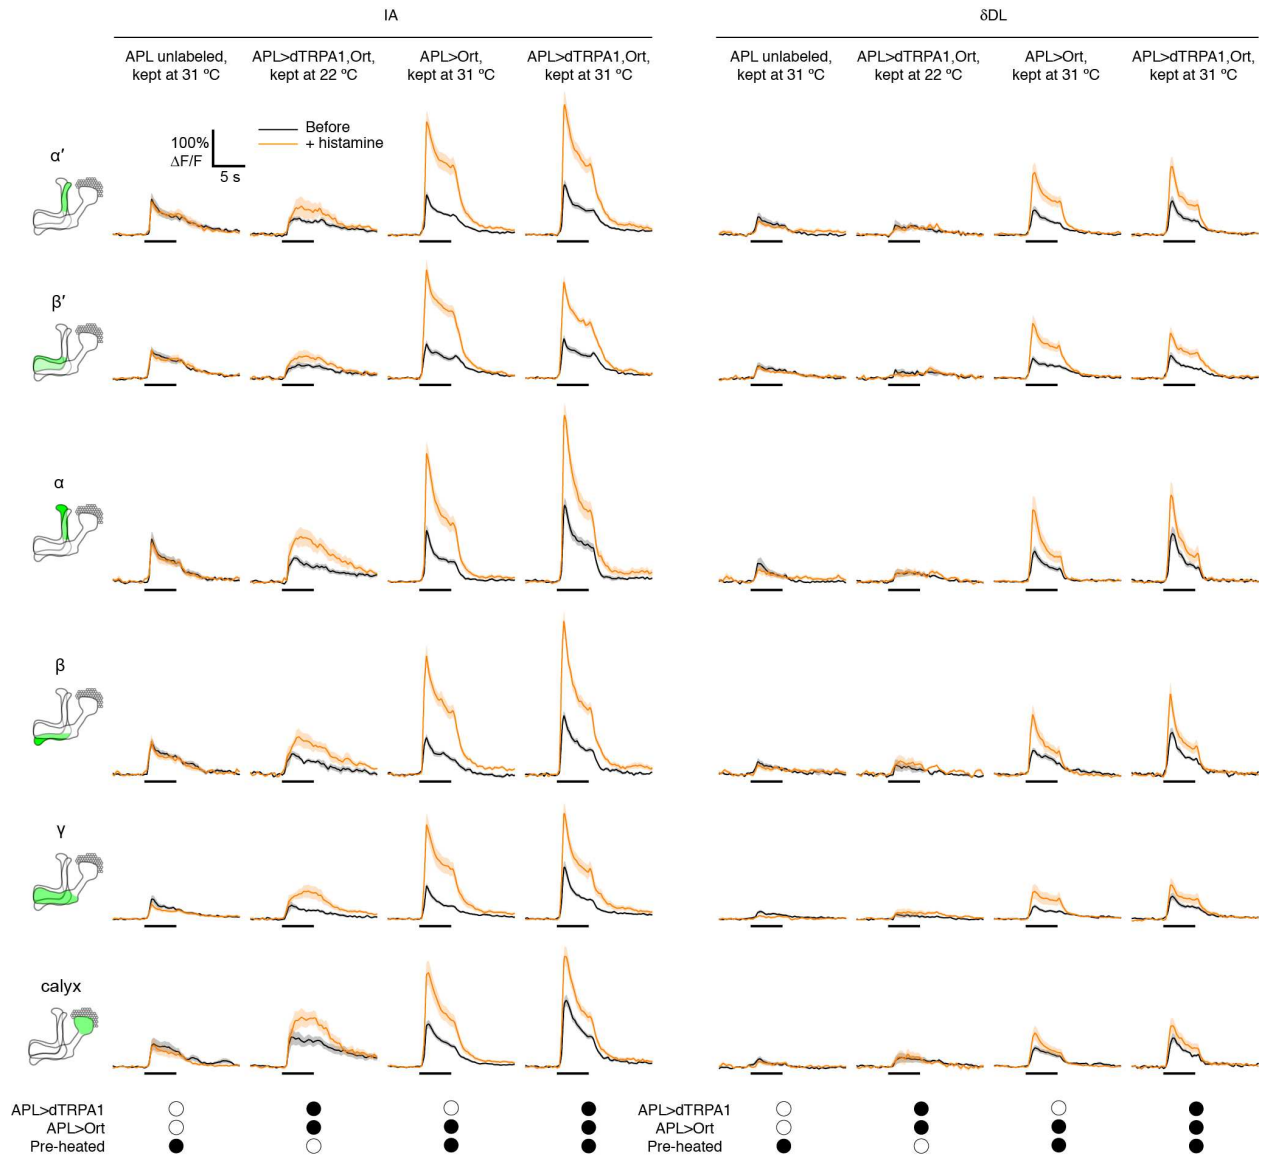 IA
δDL
APL unlabeled,
kept at 31 ºC
APL>dTRPA1,Ort,
kept at 22 ºC
APL>Ort,
kept at 31 ºC
APL>dTRPA1,Ort,
kept at 31 ºC
APL unlabeled,
kept at 31 ºC
APL>dTRPA1,Ort,
kept at 22 ºC
APL>Ort,
kept at 31 ºC
APL>dTRPA1,Ort,
kept at 31 ºC
Before
+ histamine
100%
ΔF/F
5 s
α′
β′
α
β
γ
calyx
APL>dTRPA1
APL>Ort
Pre-heated
APL>dTRPA1
APL>Ort
Pre-heated